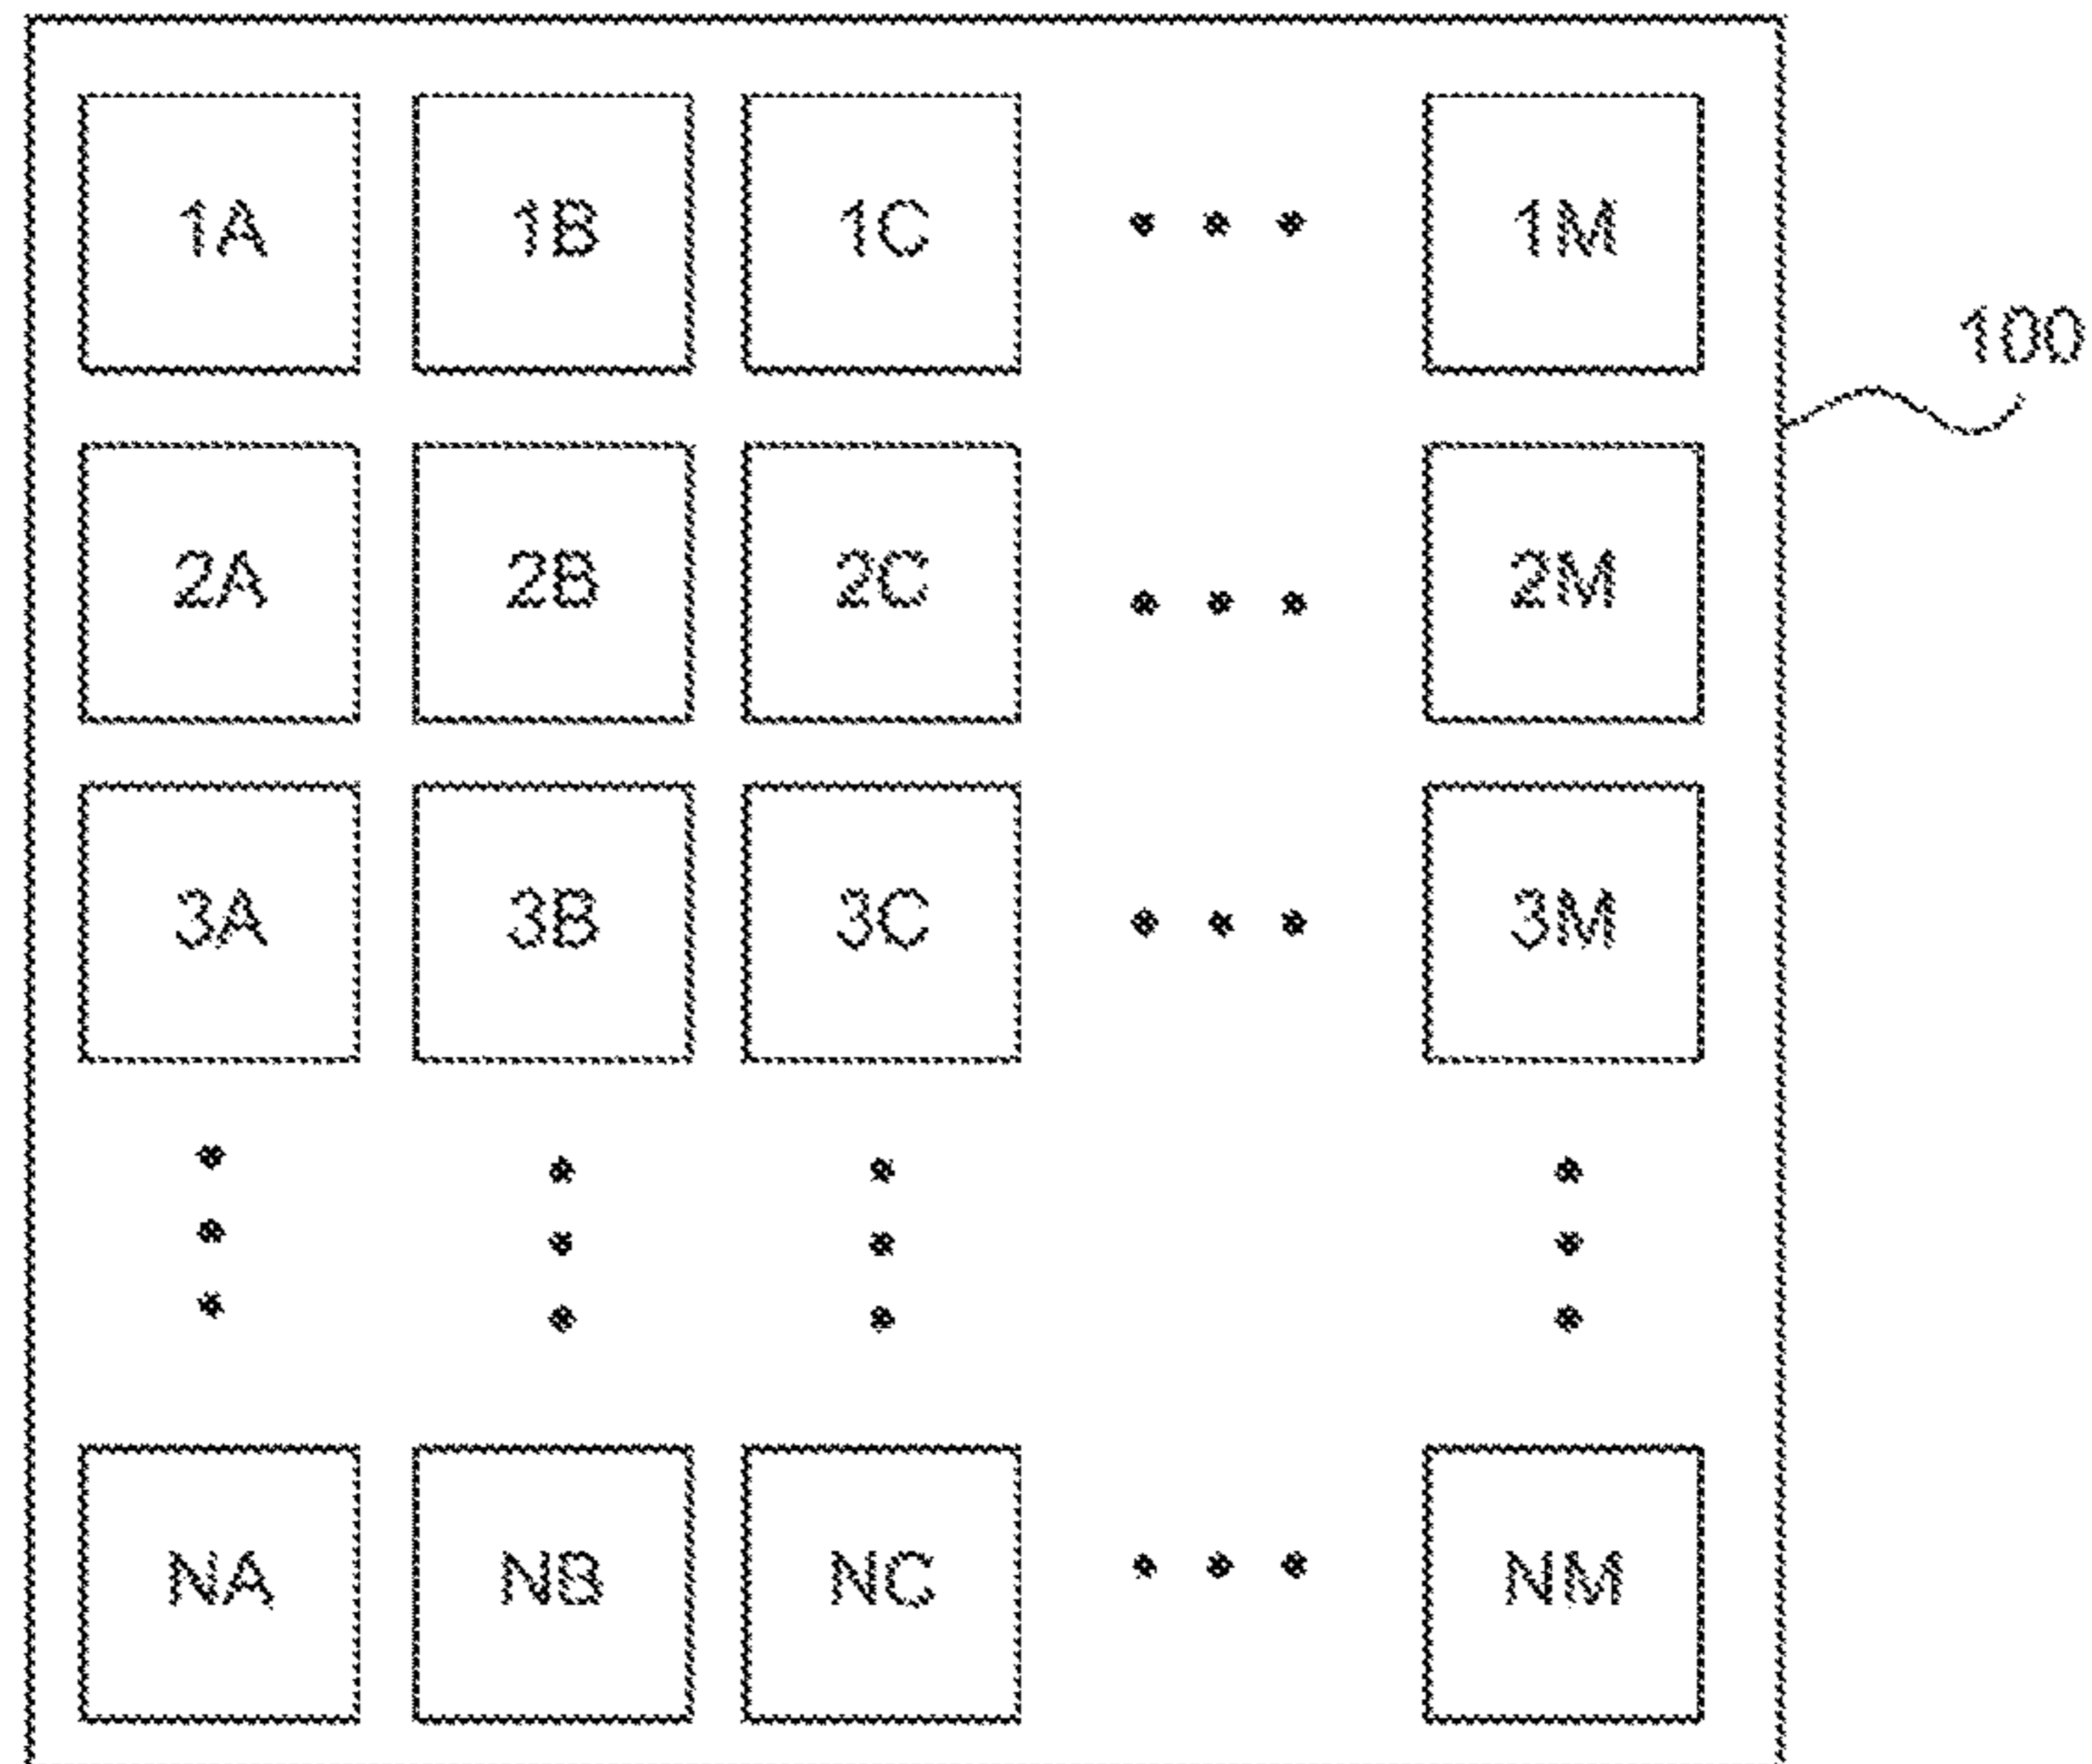 1A 1B 1C • • • 1M
100
2A 2B 2C • • • 2M
3A 3B 3C • • • 3M
NA NB NC • • • NM